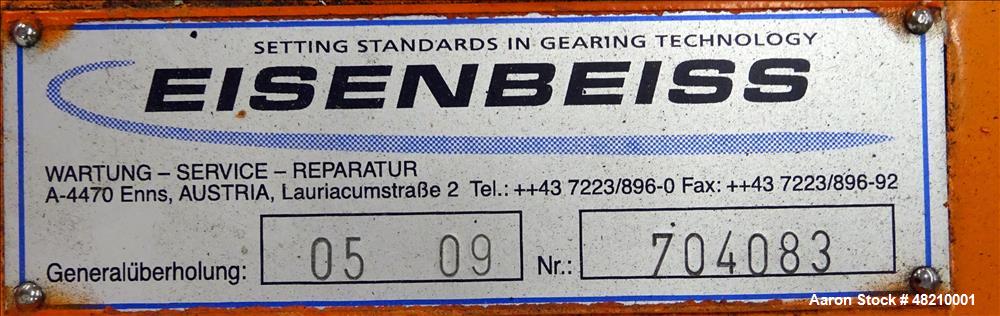 SETTING STANDARDS IN GEARING TECHNOLOGY
EISENBEISS
WARTUNG – SERVICE – REPARATUR
A-4470 Enns, AUSTRIA, Lauriacumstraße 2 Tel.: ++43 7223/896-0 Fax: ++43 7223/896-92
Generalüberholung: 05 09 Nr.: 704083
Aaron Stock # 48210001